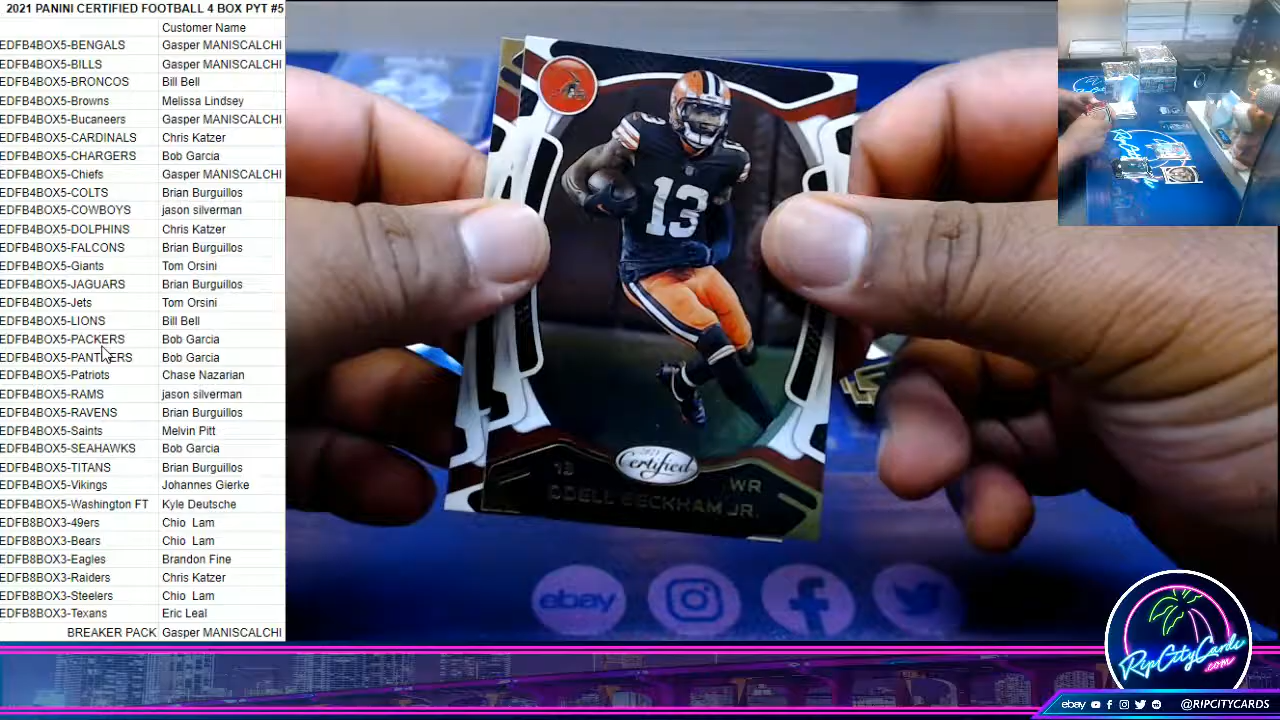 2021 PANINI CERTIFIED FOOTBALL 4 BOX PYT #5
Customer Name
EDFB4BOX5-BENGALS Gasper MANISCALCHI
EDFB4BOX5-BILLS Gasper MANISCALCHI
EDFB4BOX5-BRONCOS Bill Bell
EDFB4BOX5-Browns Melissa Lindsey
EDFB4BOX5-Bucaneers Gasper MANISCALCHI
EDFB4BOX5-CARDINALS Chris Katzer
EDFB4BOX5-CHARGERS Bob Garcia
EDFB4BOX5-Chiefs Gasper MANISCALCHI
EDFB4BOX5-COLTS Brian Burguillos
EDFB4BOX5-COWBOYS jason silverman
EDFB4BOX5-DOLPHINS Chris Katzer
EDFB4BOX5-FALCONS Brian Burguillos
EDFB4BOX5-Giants Tom Orsini
EDFB4BOX5-JAGUARS Brian Burguillos
EDFB4BOX5-Jets Tom Orsini
EDFB4BOX5-LIONS Bill Bell
EDFB4BOX5-PACKERS Bob Garcia
EDFB4BOX5-PANTHERS Bob Garcia
EDFB4BOX5-Patriots Chase Nazarian
EDFB4BOX5-RAMS jason silverman
EDFB4BOX5-RAVENS Brian Burguillos
EDFB4BOX5-Saints Melvin Pitt
EDFB4BOX5-SEAHAWKS Bob Garcia
EDFB4BOX5-TITANS Brian Burguillos
EDFB4BOX5-Vikings Johannes Gierke
EDFB4BOX5-Washington FT Kyle Deutsche
EDFB8BOX3-49ers Chio Lam
EDFB8BOX3-Bears Chio Lam
EDFB8BOX3-Eagles Brandon Fine
EDFB8BOX3-Raiders Chris Katzer
EDFB8BOX3-Steelers Chio Lam
EDFB8BOX3-Texans Eric Leal
BREAKER PACK Gasper MANISCALCHI
13
2021
Certified
13 WR
ODELL BECKHAM JR.
ebay
RipCityCards
.com
ebay @RIPCITYCARDS